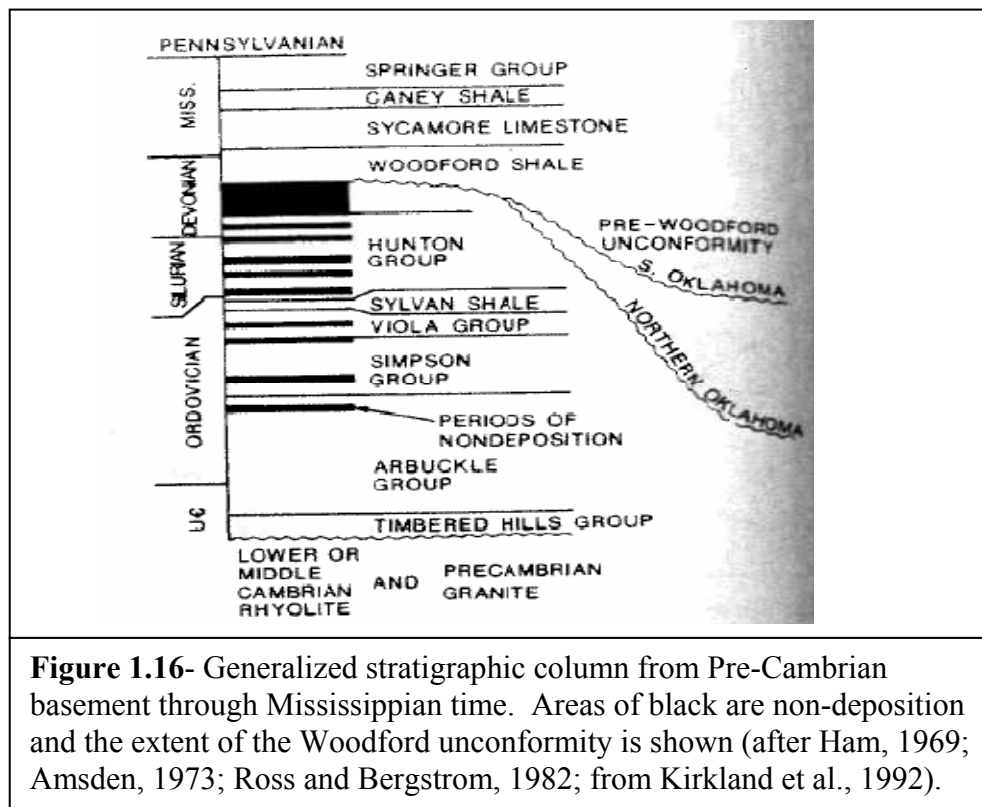 PENNSYLVANIAN
MISS.
SPRINGER GROUP
CANEY SHALE
SYCAMORE LIMESTONE
DEVONIAN
WOODFORD SHALE
PRE-WOODFORD
UNCONFORMITY
S. OKLAHOMA
NORTHERN OKLAHOMA
SILURIAN
HUNTON
GROUP
SYLVAN SHALE
VIOLA GROUP
ORDOVICIAN
SIMPSON
GROUP
PERIODS OF
NONDEPOSITION
ARBUCKLE
GROUP
U€
TIMBERED HILLS GROUP
LOWER OR
MIDDLE
CAMBRIAN
RHYOLITE
AND
PRECAMBRIAN
GRANITE
Figure 1.16- Generalized stratigraphic column from Pre-Cambrian
basement through Mississippian time. Areas of black are non-deposition
and the extent of the Woodford unconformity is shown (after Ham, 1969;
Amsden, 1973; Ross and Bergstrom, 1982; from Kirkland et al., 1992).